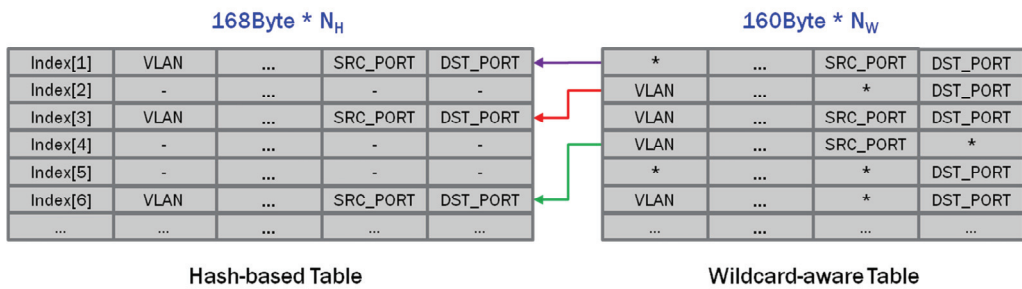 168Byte * NH
160Byte * NW
Index[1] VLAN ... SRC_PORT DST_PORT
Index[2] - ... - -
Index[3] VLAN ... SRC_PORT DST_PORT
Index[4] - ... - -
Index[5] - ... - -
Index[6] VLAN ... SRC_PORT DST_PORT
... ... ... ... ...
* ... SRC_PORT DST_PORT
VLAN ... * DST_PORT
VLAN ... SRC_PORT DST_PORT
VLAN ... SRC_PORT *
* ... * DST_PORT
VLAN ... * DST_PORT
... ... ... ...
Hash-based Table
Wildcard-aware Table